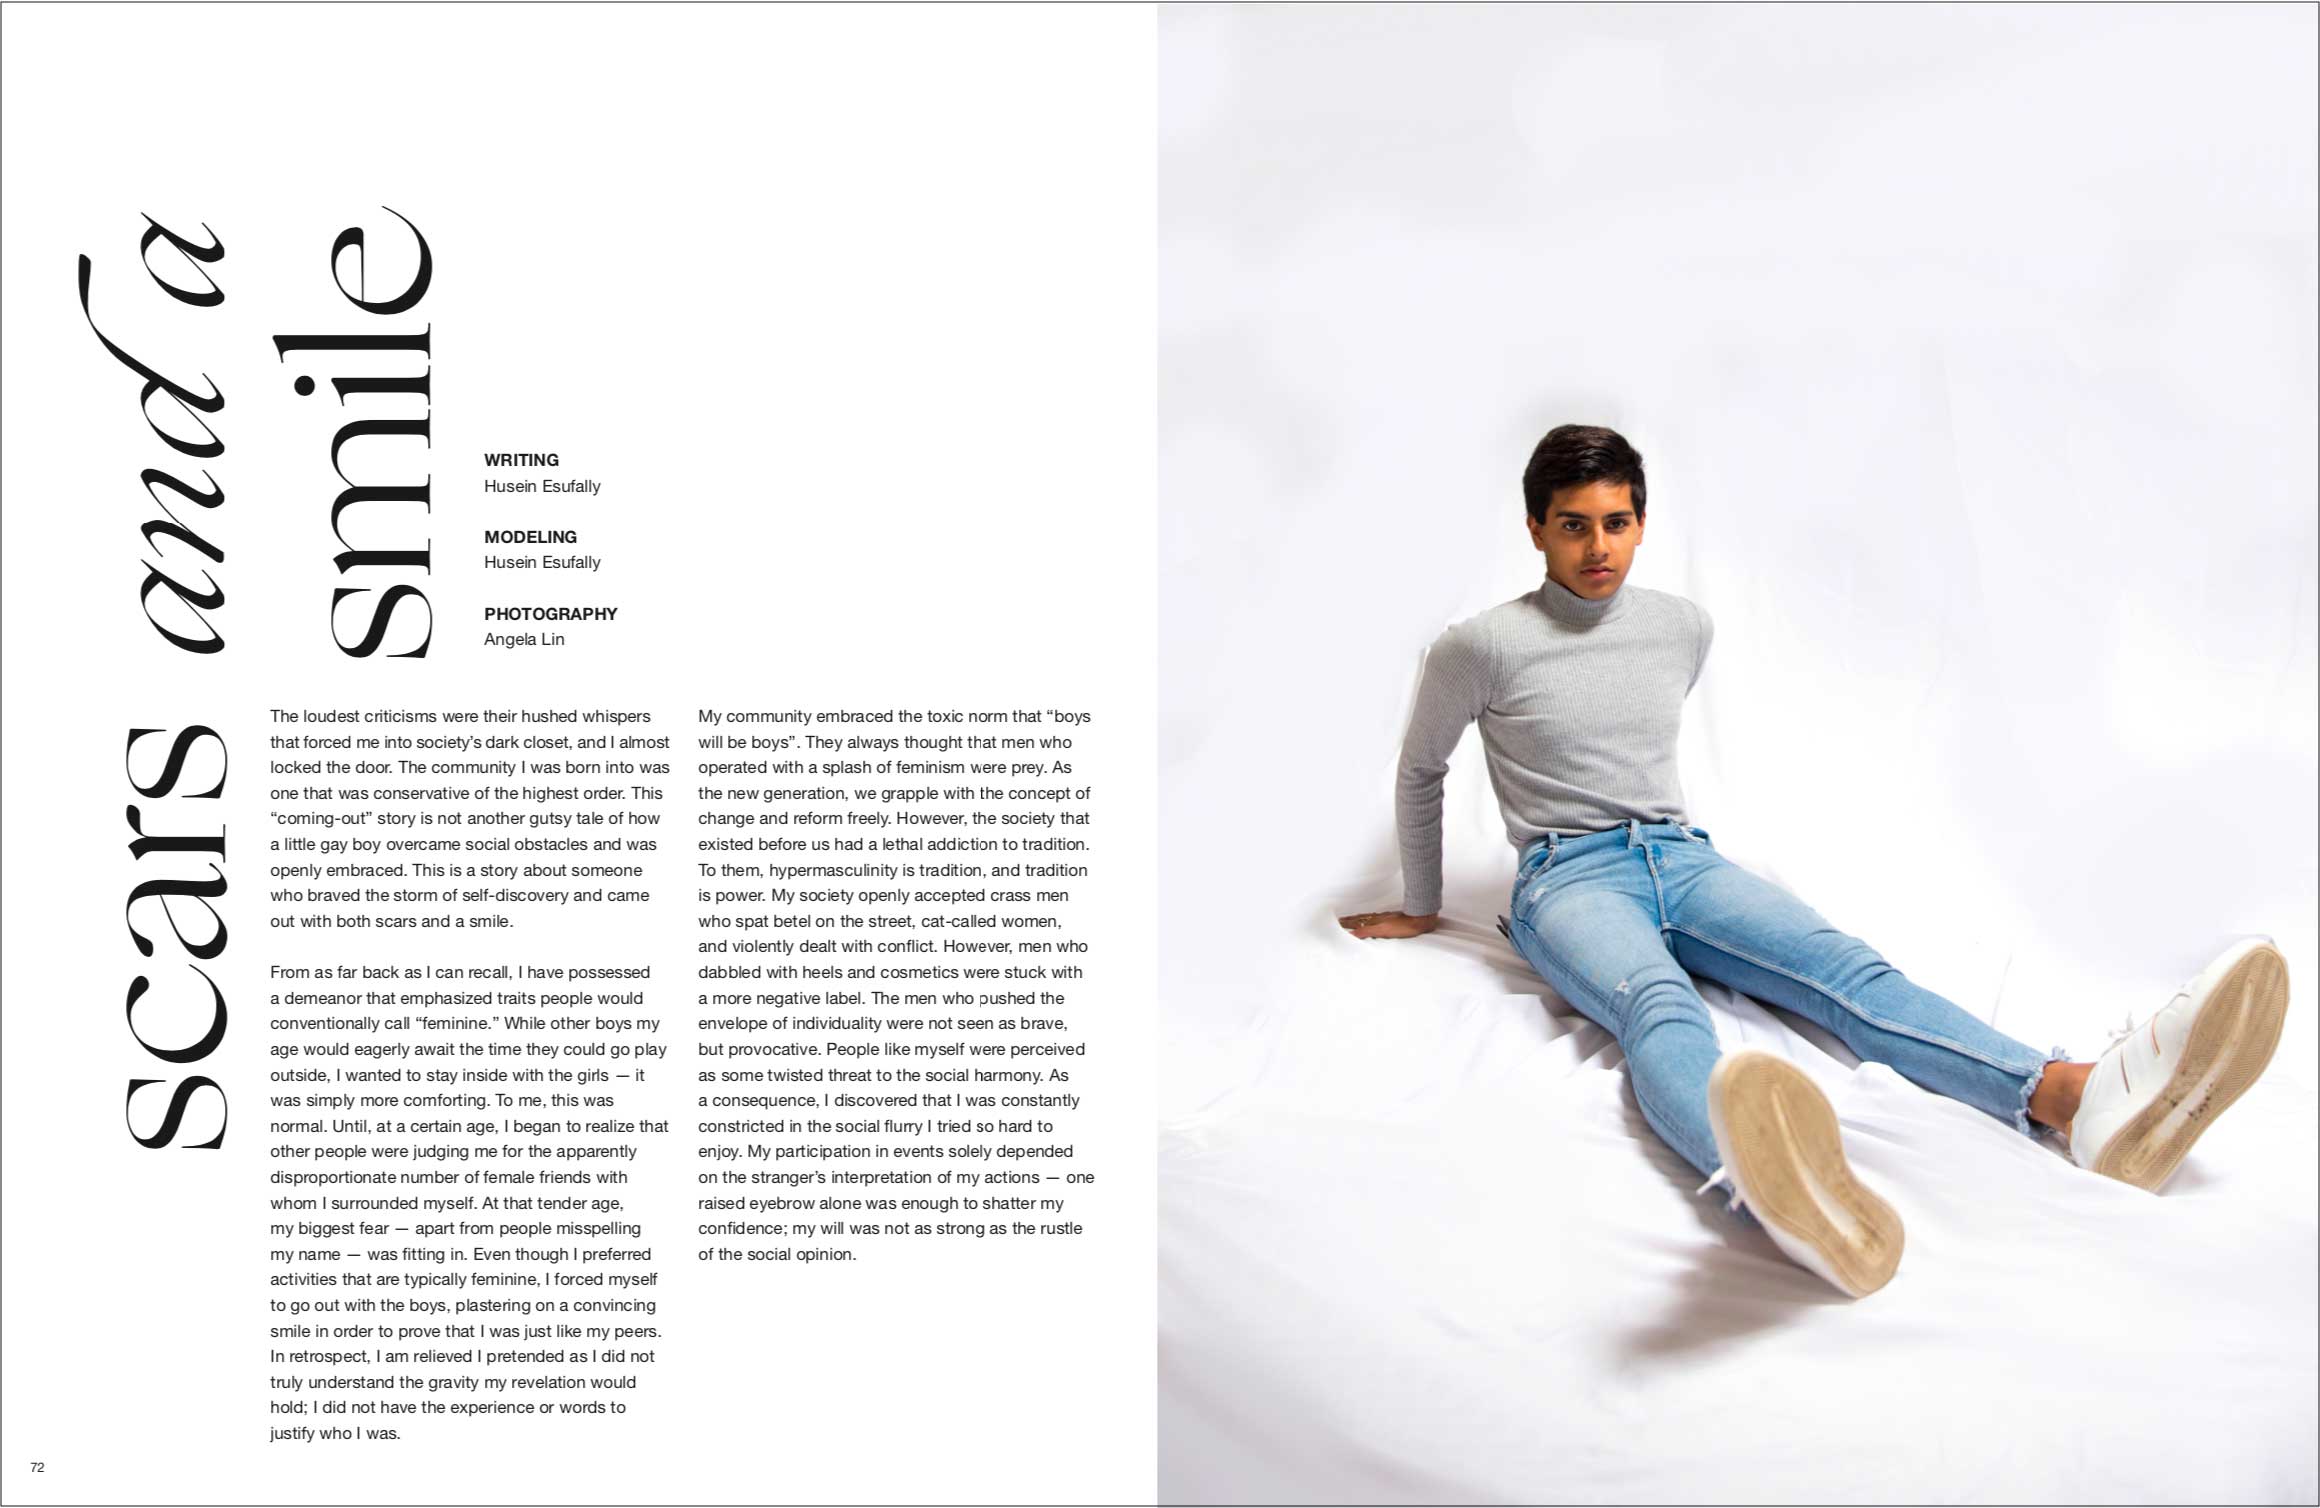 scars and a
smile
WRITING
Husein Esufally
MODELING
Husein Esufally
PHOTOGRAPHY
Angela Lin
The loudest criticisms were their hushed whispers
that forced me into society’s dark closet, and I almost
locked the door. The community I was born into was
one that was conservative of the highest order. This
“coming-out” story is not another gutsy tale of how
a little gay boy overcame social obstacles and was
openly embraced. This is a story about someone
who braved the storm of self-discovery and came
out with both scars and a smile.
From as far back as I can recall, I have possessed
a demeanor that emphasized traits people would
conventionally call “feminine.” While other boys my
age would eagerly await the time they could go play
outside, I wanted to stay inside with the girls — it
was simply more comforting. To me, this was
normal. Until, at a certain age, I began to realize that
other people were judging me for the apparently
disproportionate number of female friends with
whom I surrounded myself. At that tender age,
my biggest fear — apart from people misspelling
my name — was fitting in. Even though I preferred
activities that are typically feminine, I forced myself
to go out with the boys, plastering on a convincing
smile in order to prove that I was just like my peers.
In retrospect, I am relieved I pretended as I did not
truly understand the gravity my revelation would
hold; I did not have the experience or words to
justify who I was.
My community embraced the toxic norm that “boys
will be boys”. They always thought that men who
operated with a splash of feminism were prey. As
the new generation, we grapple with the concept of
change and reform freely. However, the society that
existed before us had a lethal addiction to tradition.
To them, hypermasculinity is tradition, and tradition
is power. My society openly accepted crass men
who spat betel on the street, cat-called women,
and violently dealt with conflict. However, men who
dabbled with heels and cosmetics were stuck with
a more negative label. The men who pushed the
envelope of individuality were not seen as brave,
but provocative. People like myself were perceived
as some twisted threat to the social harmony. As
a consequence, I discovered that I was constantly
constricted in the social flurry I tried so hard to
enjoy. My participation in events solely depended
on the stranger’s interpretation of my actions — one
raised eyebrow alone was enough to shatter my
confidence; my will was not as strong as the rustle
of the social opinion.
72